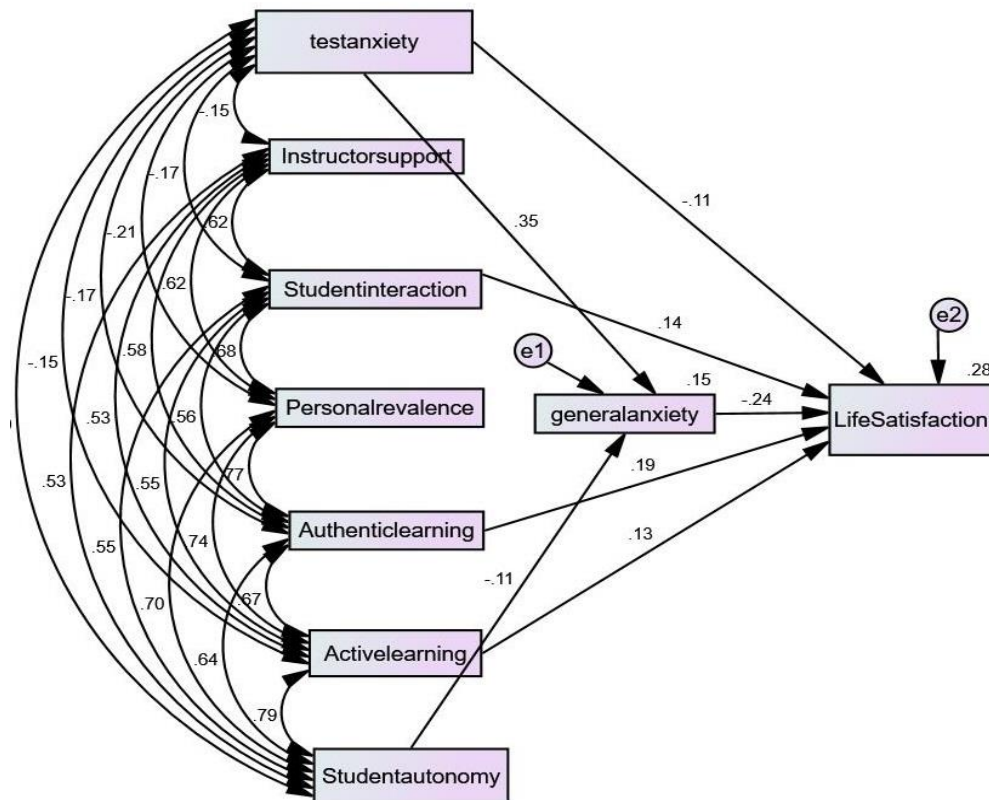 testanxiety
-.15
Instructorsupport
-.17
.62
.35
-.11
-.21
.62
Studentinteraction
-.17
.14
e2
.58
.68
e1
-.15
.15
.28
Personalrevalence
generalanxiety
-.24
LifeSatisfaction
.53
.56
.19
.77
.53
.55
Authenticlearning
.13
.55
.74
-.11
.70
.67
Activelearning
.64
.79
Studentautonomy